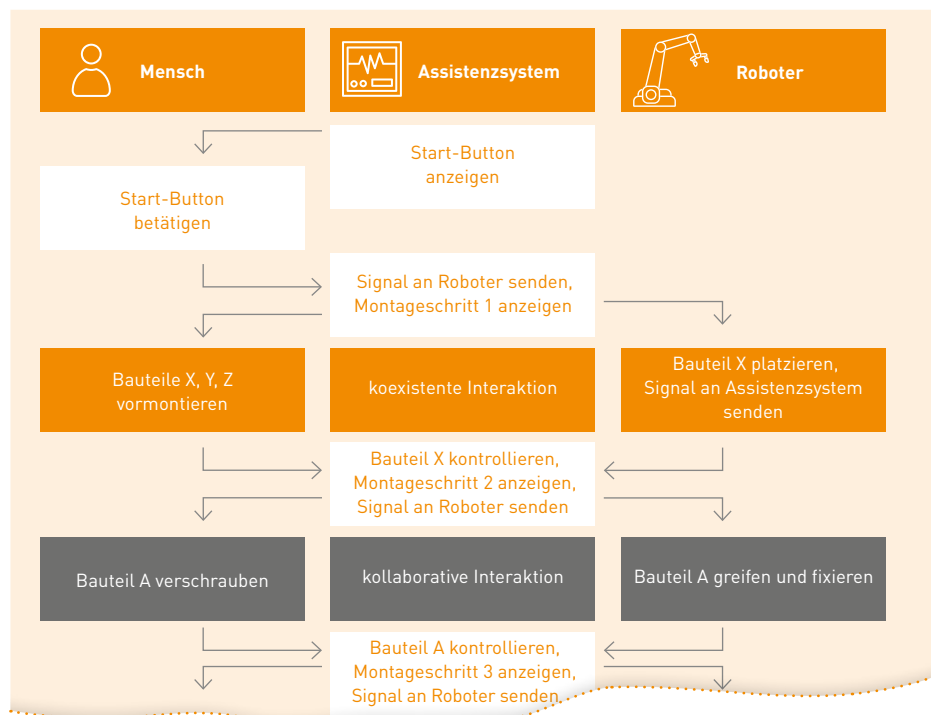 Mensch
Assistenzsystem
Roboter
Start-Button
anzeigen
Start-Button
betätigen
Signal an Roboter senden,
Montageschritt 1 anzeigen
Bauteile X, Y, Z
vormontieren
koexistente Interaktion
Bauteil X platzieren,
Signal an Assistenzsystem
senden
Bauteil X kontrollieren,
Montageschritt 2 anzeigen,
Signal an Roboter senden
Bauteil A verschrauben
kollaborative Interaktion
Bauteil A greifen und fixieren
Bauteil A kontrollieren,
Montageschritt 3 anzeigen,
Signal an Roboter senden